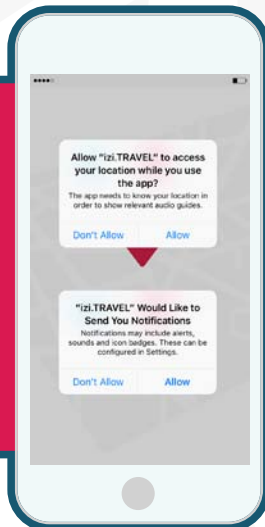 Allow "izi.TRAVEL" to access
your location while you use
the app?
The app needs to know your location in
order to show relevant audio guides.
Don't Allow Allow
"izi.TRAVEL" Would Like to
Send You Notifications
Notifications may include alerts,
sounds and icon badges. These can be
configured in Settings.
Don't Allow Allow